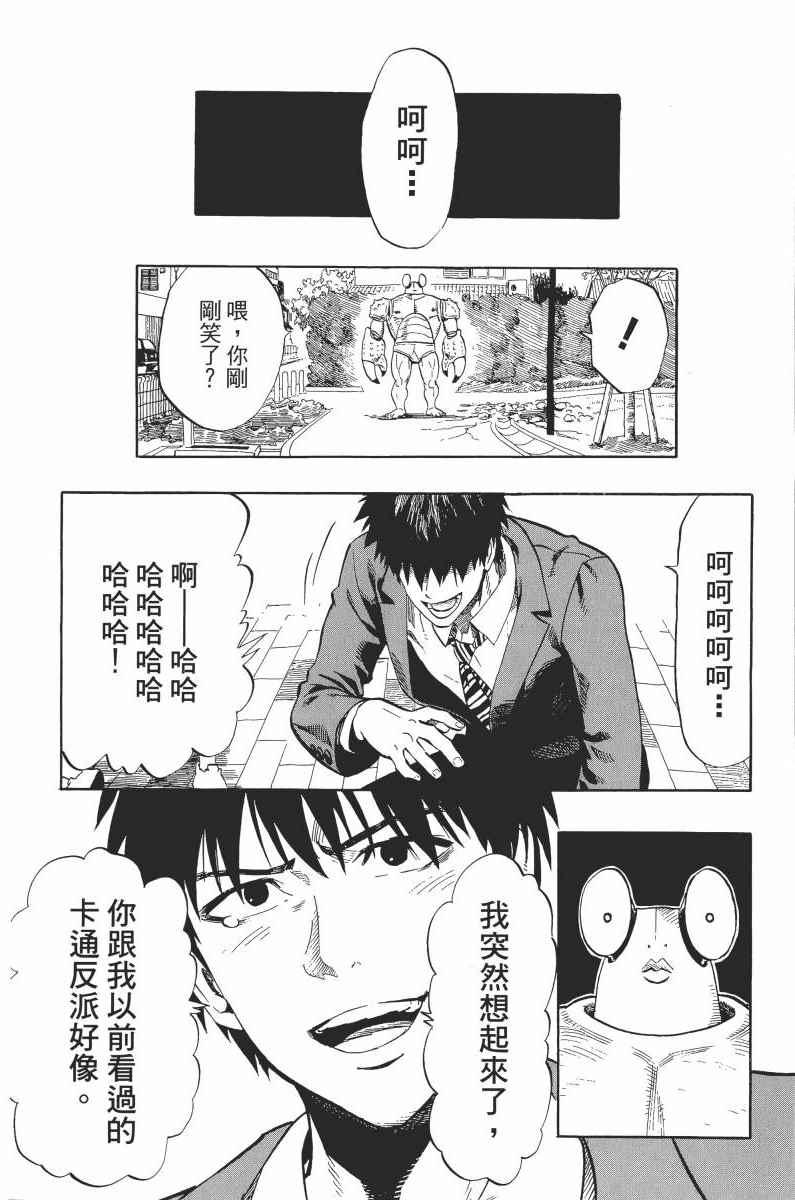 呵
呵…
！
喂，你剛
剛笑了？
呵呵呵呵呵…
啊——哈哈
哈哈哈哈哈
哈哈哈！
我突然想起來了，
你跟我以前看過的
卡通反派好像。